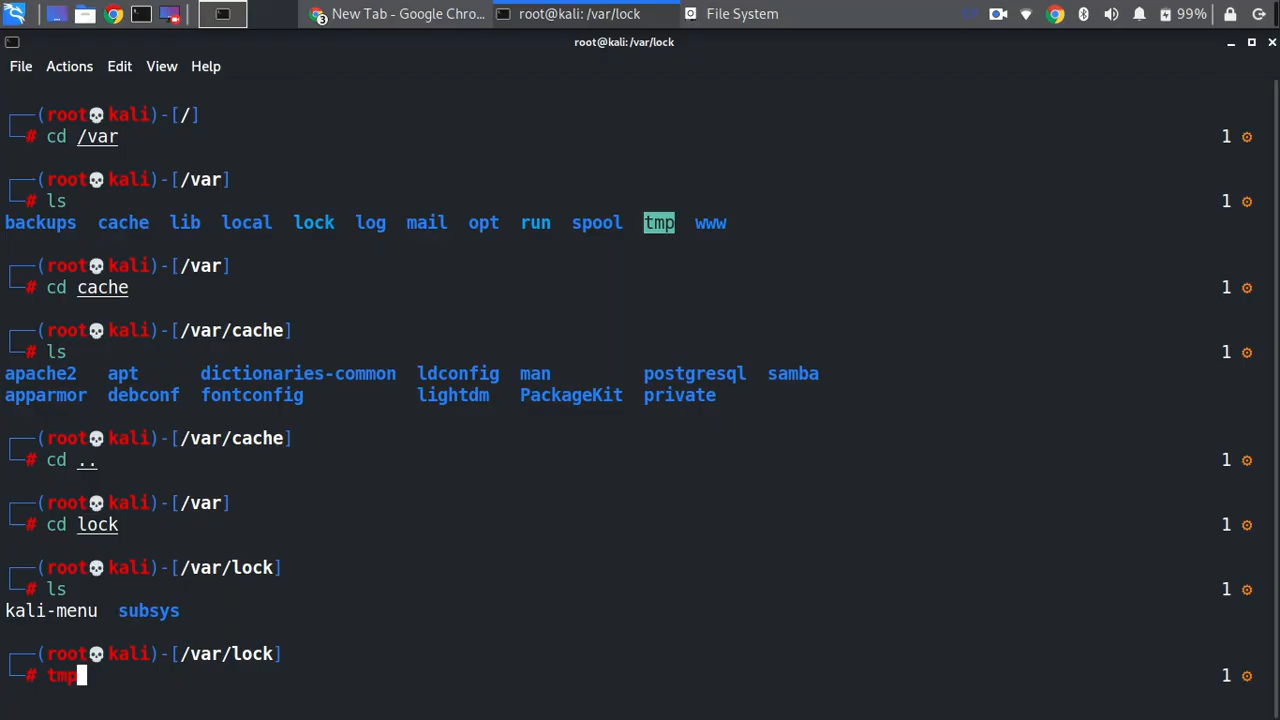 3 New Tab - Google Chro... root@kali: /var/lock File System 99%
root@kali:/var/lock
File Actions Edit View Help
┌──(root💀kali)-[/]
└─# cd /var 1 ⚙
┌──(root💀kali)-[/var]
└─# ls 1 ⚙
backups cache lib local lock log mail opt run spool tmp www
┌──(root💀kali)-[/var]
└─# cd cache 1 ⚙
┌──(root💀kali)-[/var/cache]
└─# ls 1 ⚙
apache2 apt dictionaries-common ldconfig man postgresql samba
apparmor debconf fontconfig lightdm PackageKit private
┌──(root💀kali)-[/var/cache]
└─# cd .. 1 ⚙
┌──(root💀kali)-[/var]
└─# cd lock 1 ⚙
┌──(root💀kali)-[/var/lock]
└─# ls 1 ⚙
kali-menu subsys
┌──(root💀kali)-[/var/lock]
└─# tmp 1 ⚙